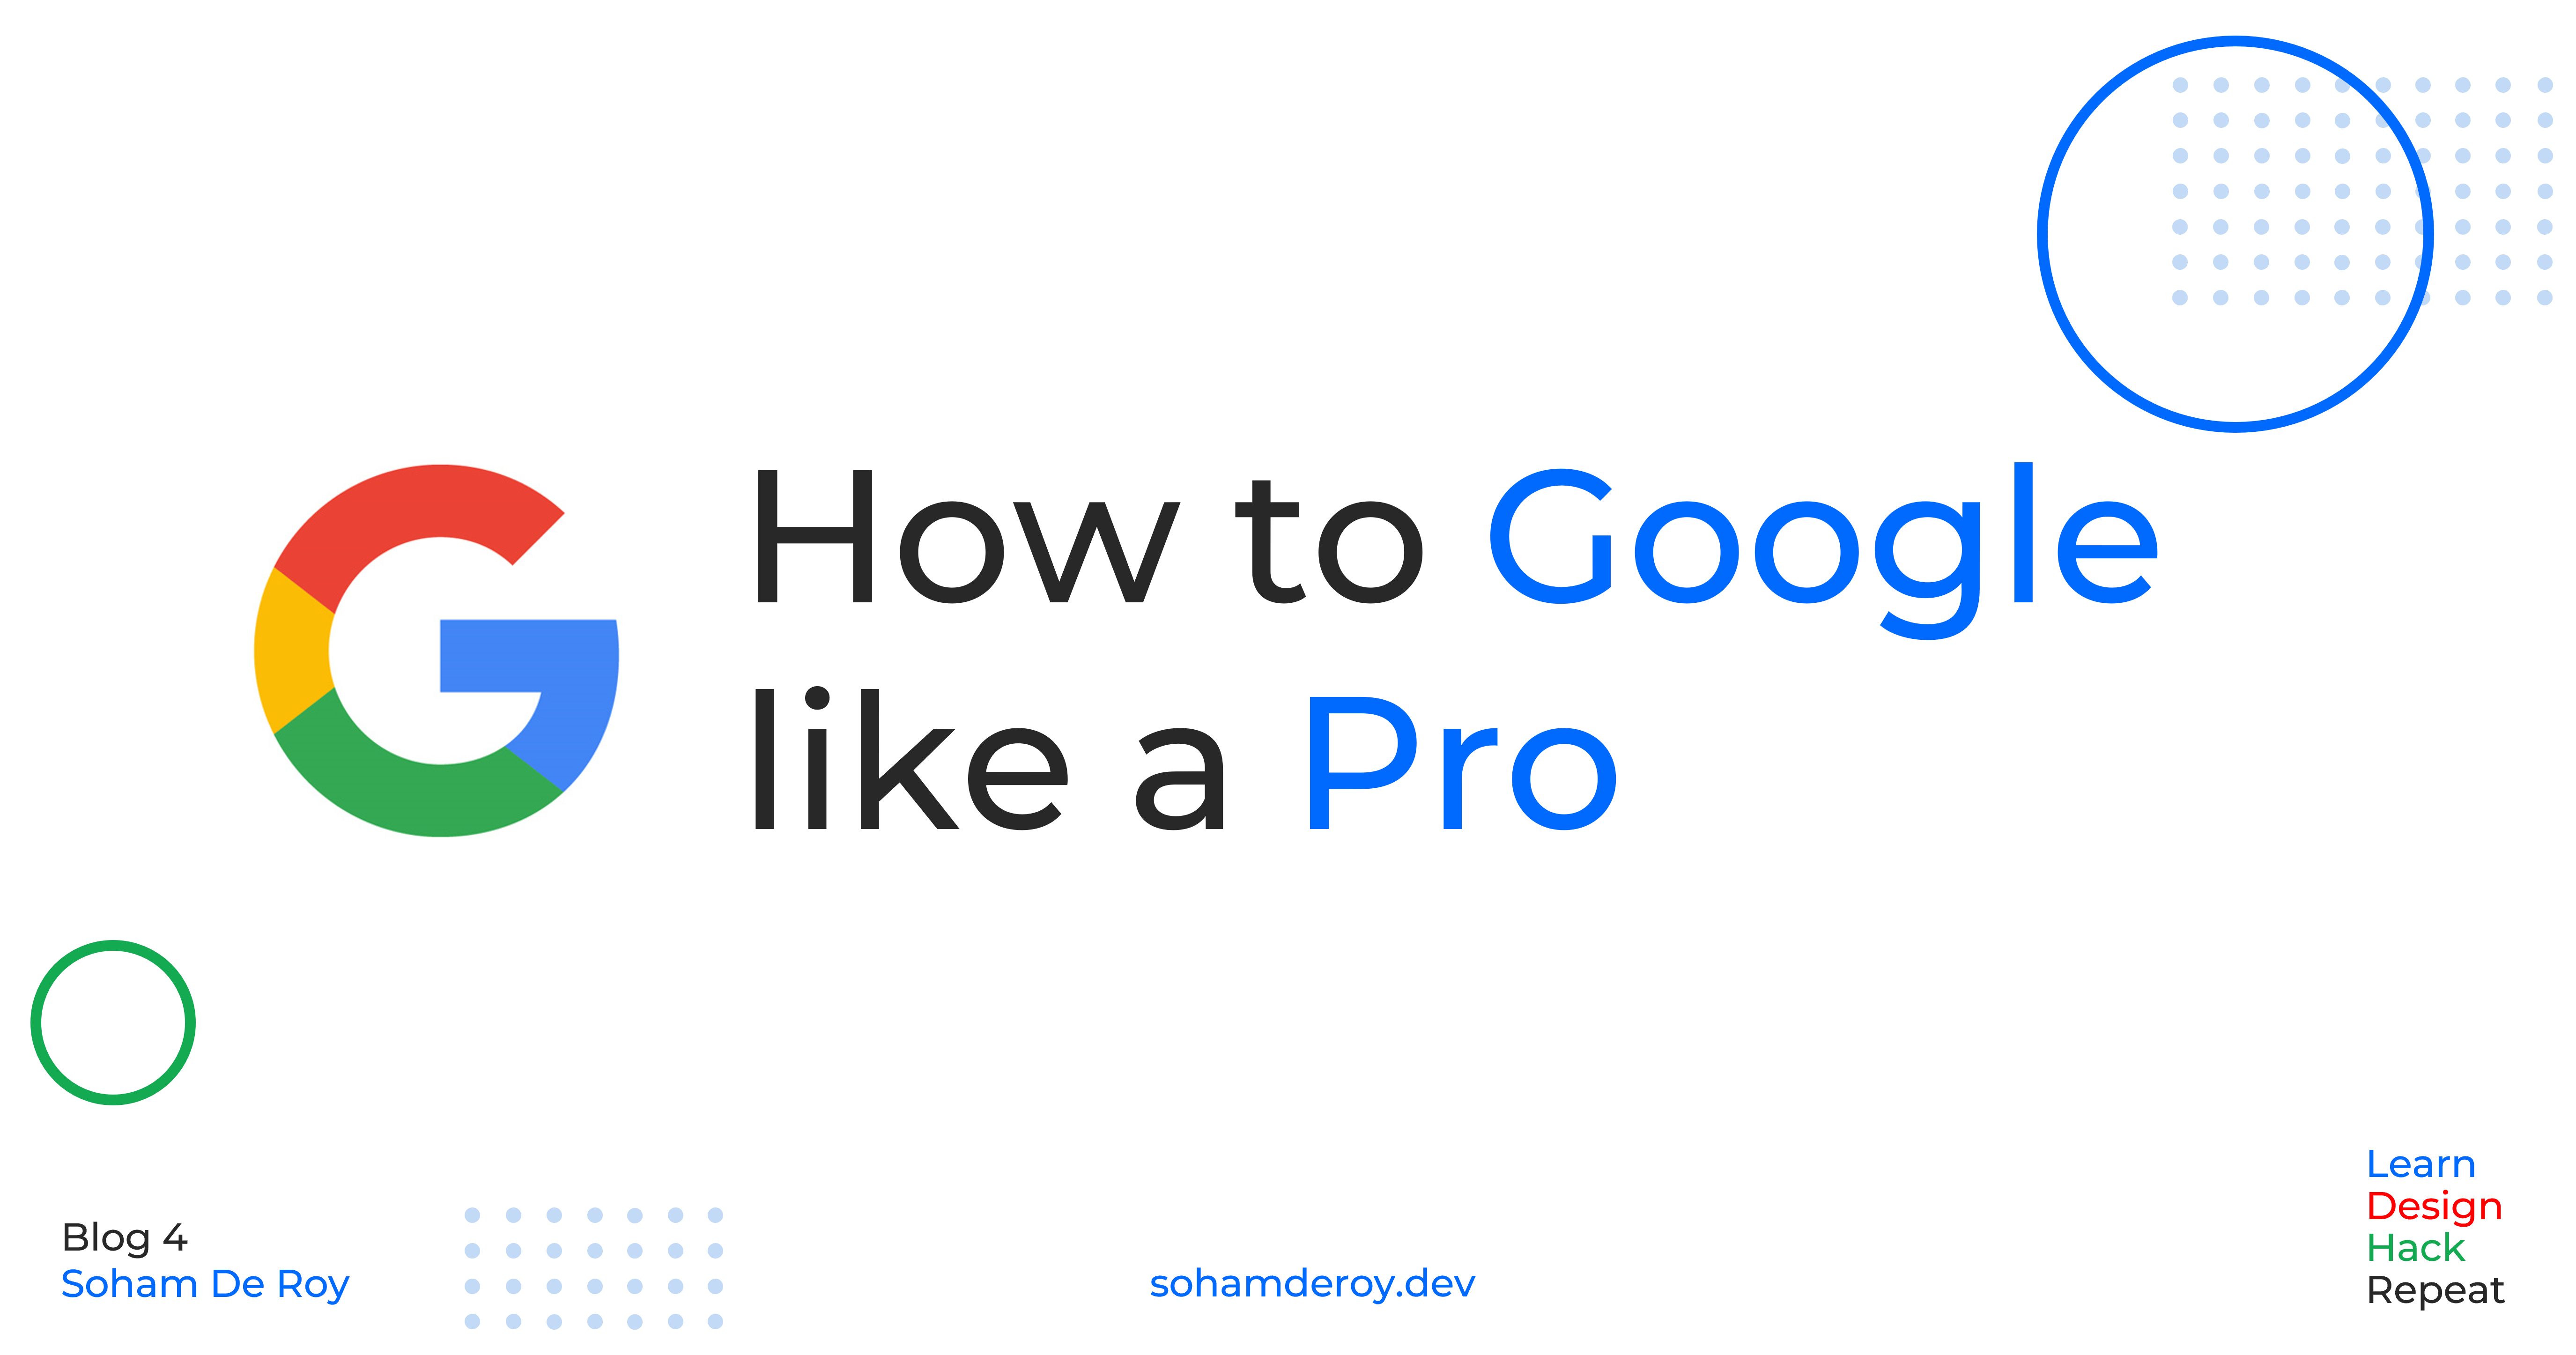 How to Google
like a Pro
Blog 4
Soham De Roy
sohamderoy.dev
Learn
Design
Hack
Repeat